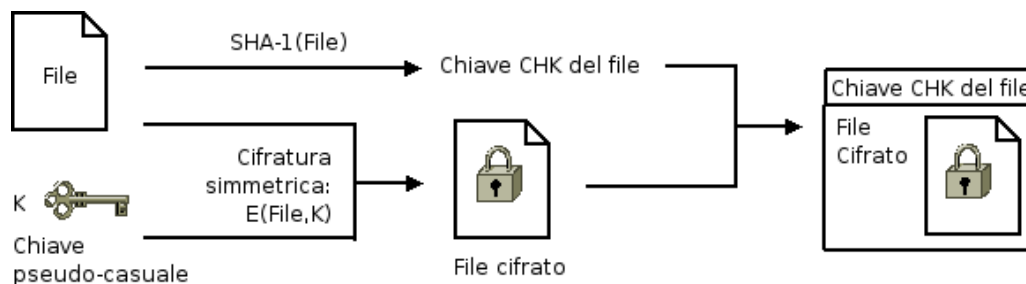 File
SHA-1(File)
Chiave CHK del file
Cifratura
simmetrica:
E(File,K)
K
Chiave
pseudo-casuale
File cifrato
Chiave CHK del file
File
Cifrato